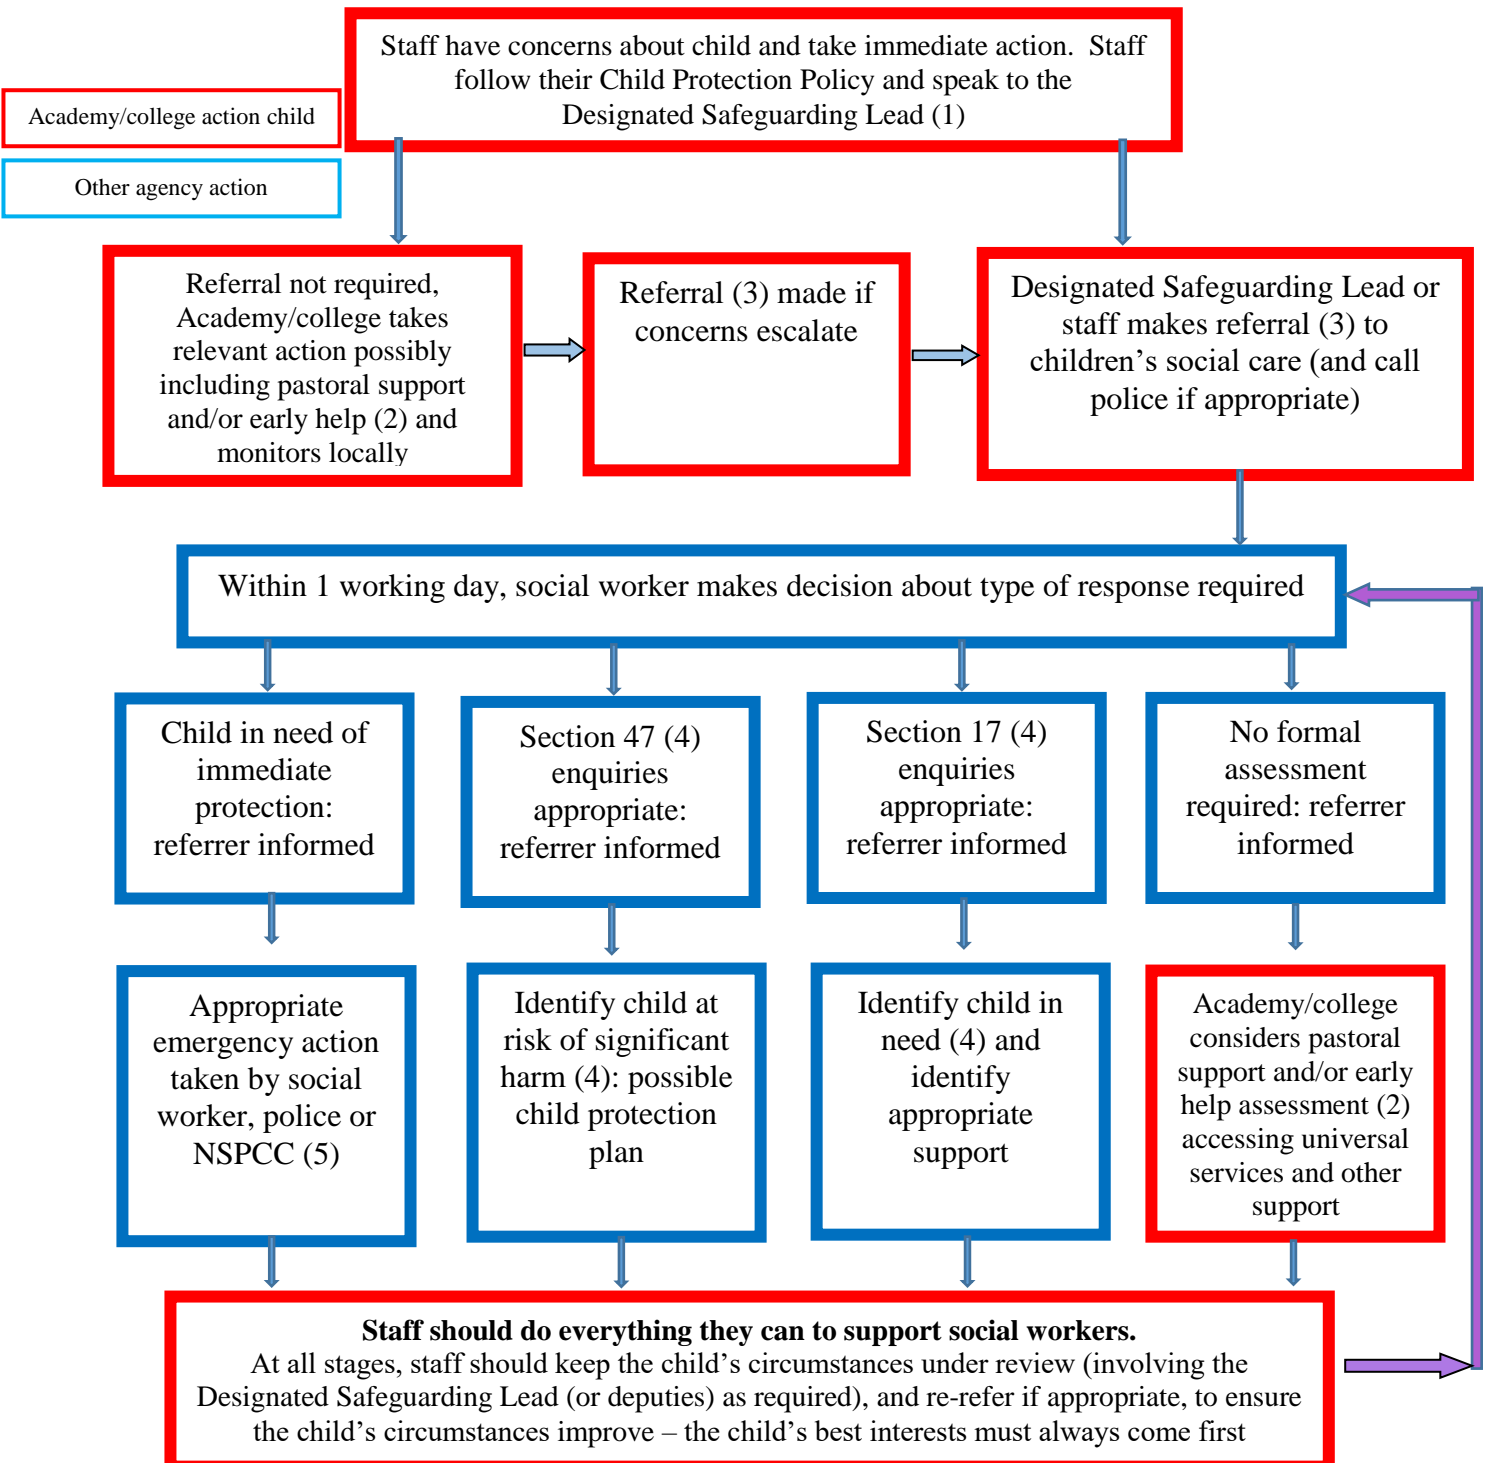 Staff have concerns about child and take immediate action.  Staff
follow their Child Protection Policy and speak to the
Designated Safeguarding Lead (1)
Academy/college action child
Other agency action
Referral not required,
Academy/college takes
relevant action possibly
including pastoral support
and/or early help (2) and
monitors locally
Referral (3) made if
concerns escalate
Designated Safeguarding Lead or
staff makes referral (3) to
children’s social care (and call
police if appropriate)
Within 1 working day, social worker makes decision about type of response required
Child in need of
immediate
protection:
referrer informed
Section 47 (4)
enquiries
appropriate:
referrer informed
Section 17 (4)
enquiries
appropriate:
referrer informed
No formal
assessment
required: referrer
informed
Appropriate
emergency action
taken by social
worker, police or
NSPCC (5)
Identify child at
risk of significant
harm (4): possible
child protection
plan
Identify child in
need (4) and
identify
appropriate
support
Academy/college
considers pastoral
support and/or early
help assessment (2)
accessing universal
services and other
support
Staff should do everything they can to support social workers.
At all stages, staff should keep the child’s circumstances under review (involving the
Designated Safeguarding Lead (or deputies) as required), and re-refer if appropriate, to ensure
the child’s circumstances improve – the child’s best interests must always come first